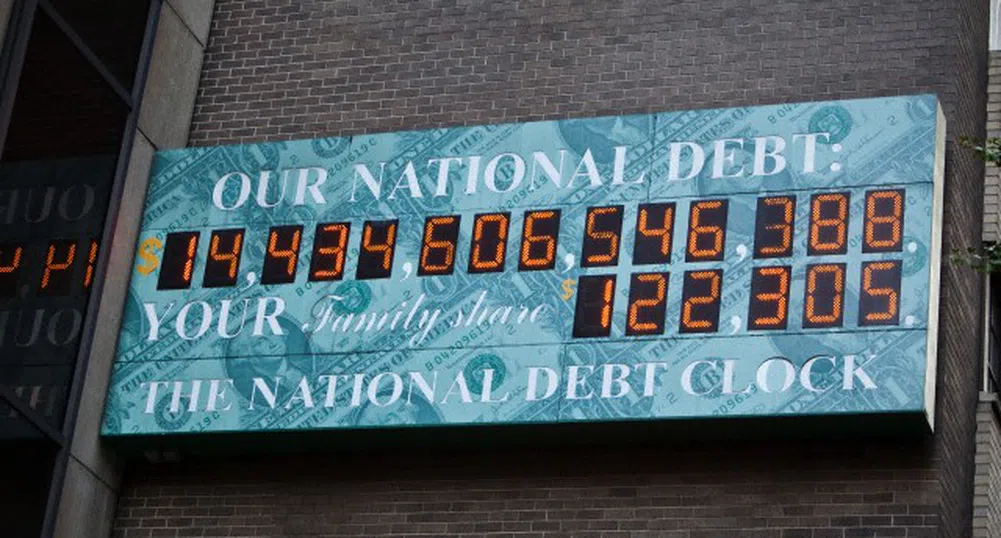 OUR NATIONAL DEBT:
$14,434,606,546,388.
YOUR Family share $122,305.
THE NATIONAL DEBT CLOCK